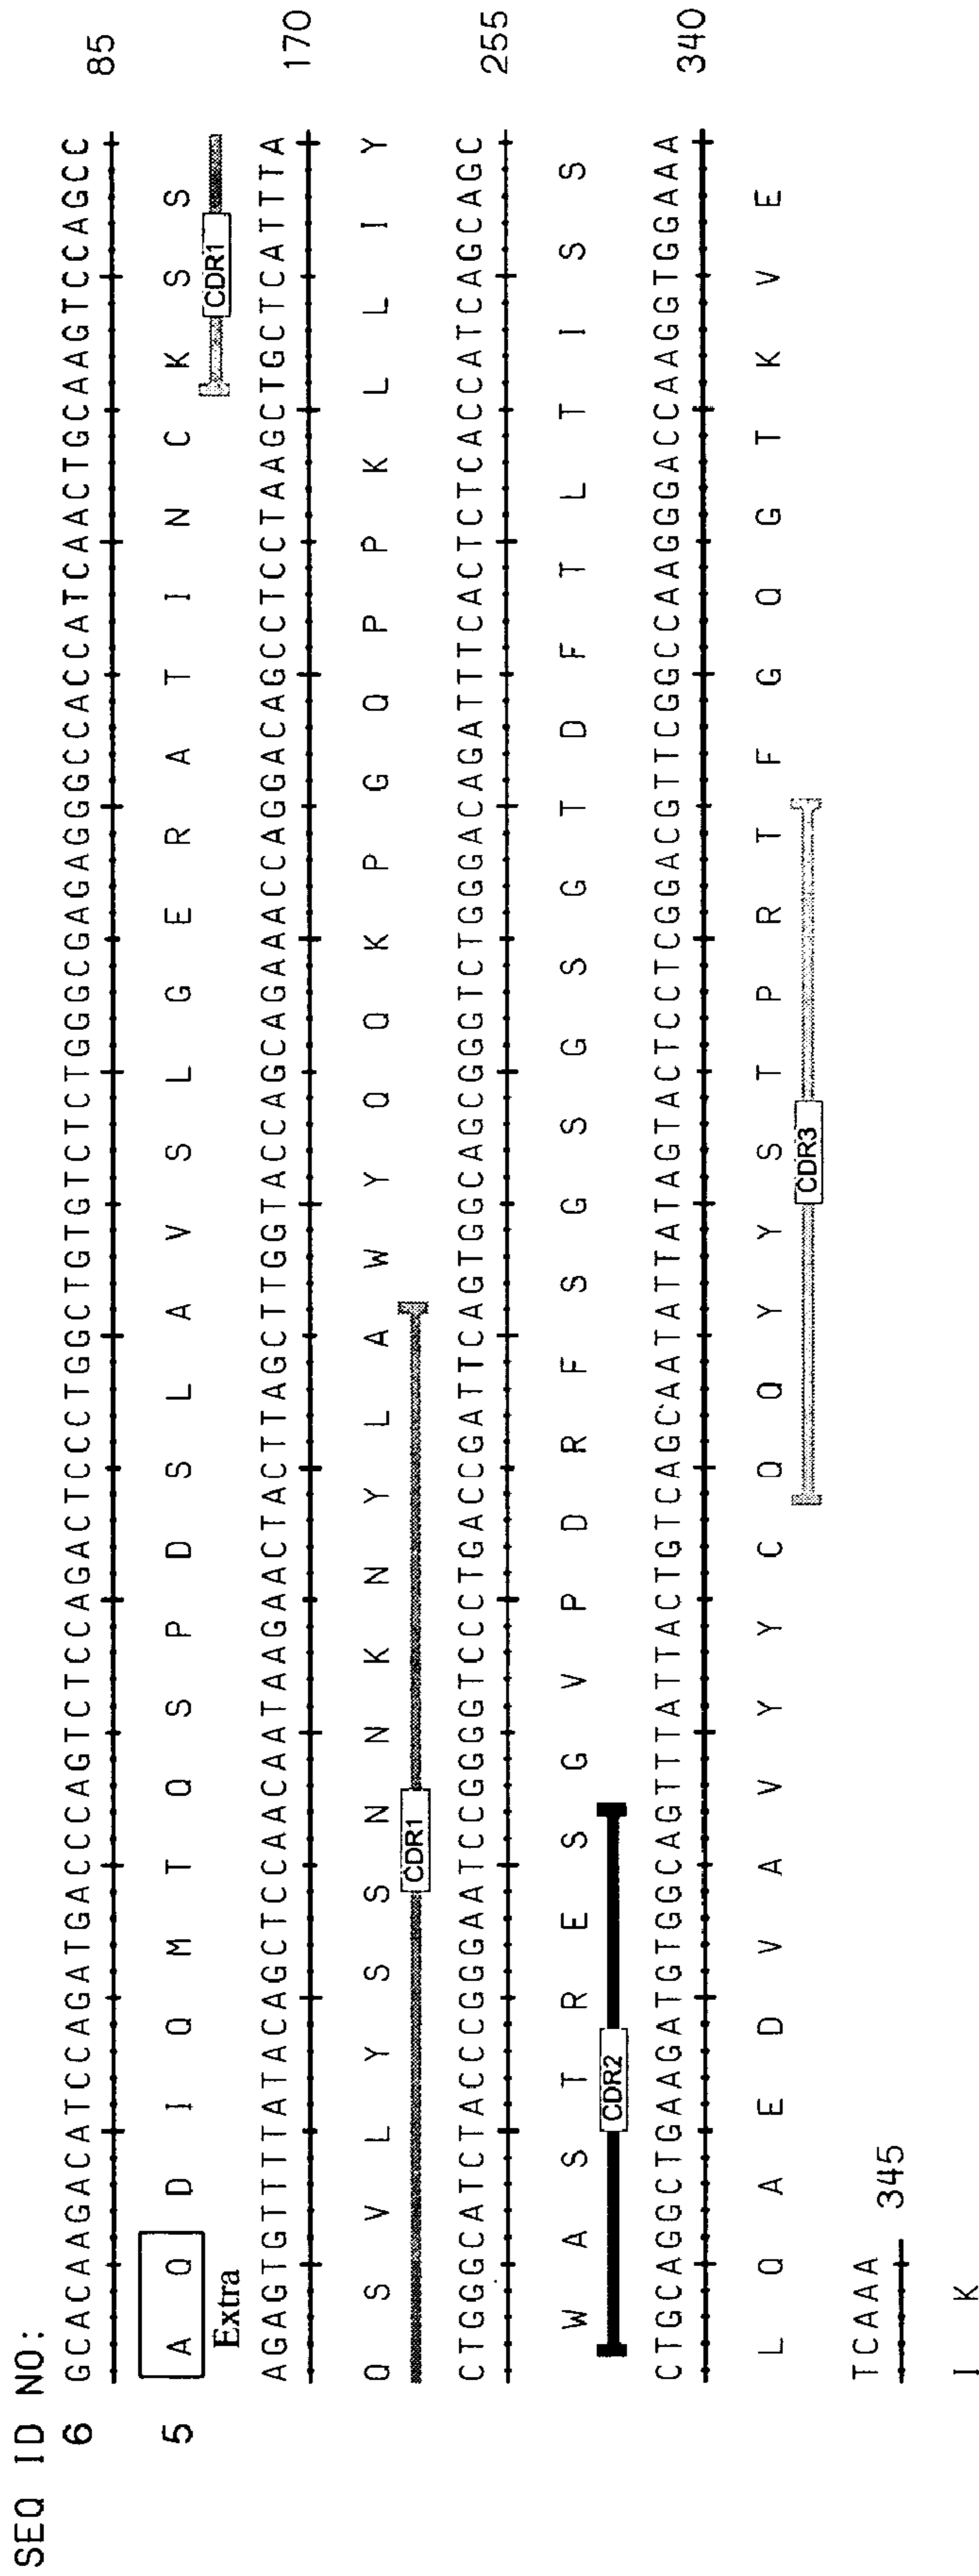 SEQ ID NO:
6 GCACAAGACATCCAGATGACCCAGTCTCCAGACTCCCTGGCTGTGTCTCTGGGCGAGAGGGCCACCATCAACTGCAAGTCCAGCC 85
5 A Q D I Q M T Q S P D S L A V S L G E R A T I N C K S S
Extra CDR1
AGAGTGTTTTATACAGCTCCAACAATAAGAACTACTTAGCTTGGTACCAGCAGAAACCAGGACAGCCTCCTAAGCTGCTCATTTA 170
Q S V L Y S S N N K N Y L A W Y Q Q K P G Q P P K L L I Y
CDR1
CTGGGCATCTACCCGGGAATCCGGGGTCCCTGACCGATTCAGTGGCAGCGGGTCTGGGACAGATTTCACTCTCACCATCAGCAGC 255
W A S T R E S G V P D R F S G S G S G T D F T L T I S S
CDR2
CTGCAGGCTGAAGATGTGGCAGTTTATTACTGTCAGCAATATTATAGTACTCCTCGGACGTTCGGCCAAGGGACCAAGGTGGAAA 340
L Q A E D V A V Y Y C Q Q Y Y S T P R T F G Q G T K V E
CDR3
TCAAA 345
I K